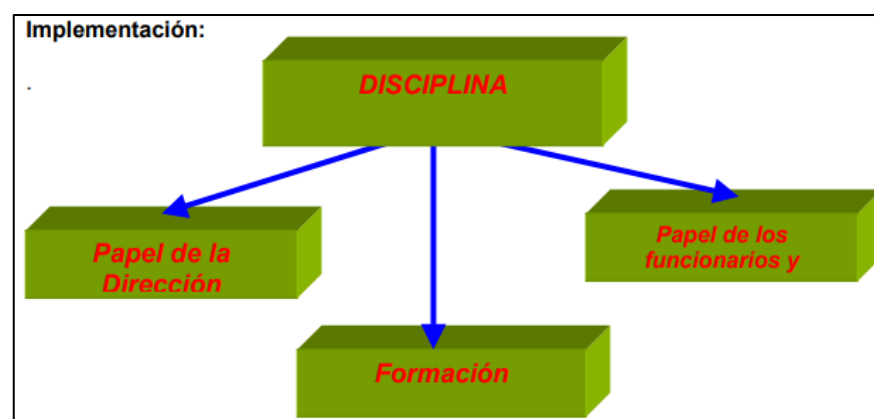 Implementación:
.
DISCIPLINA
Papel de la
Dirección
Papel de los
funcionarios y
Formación